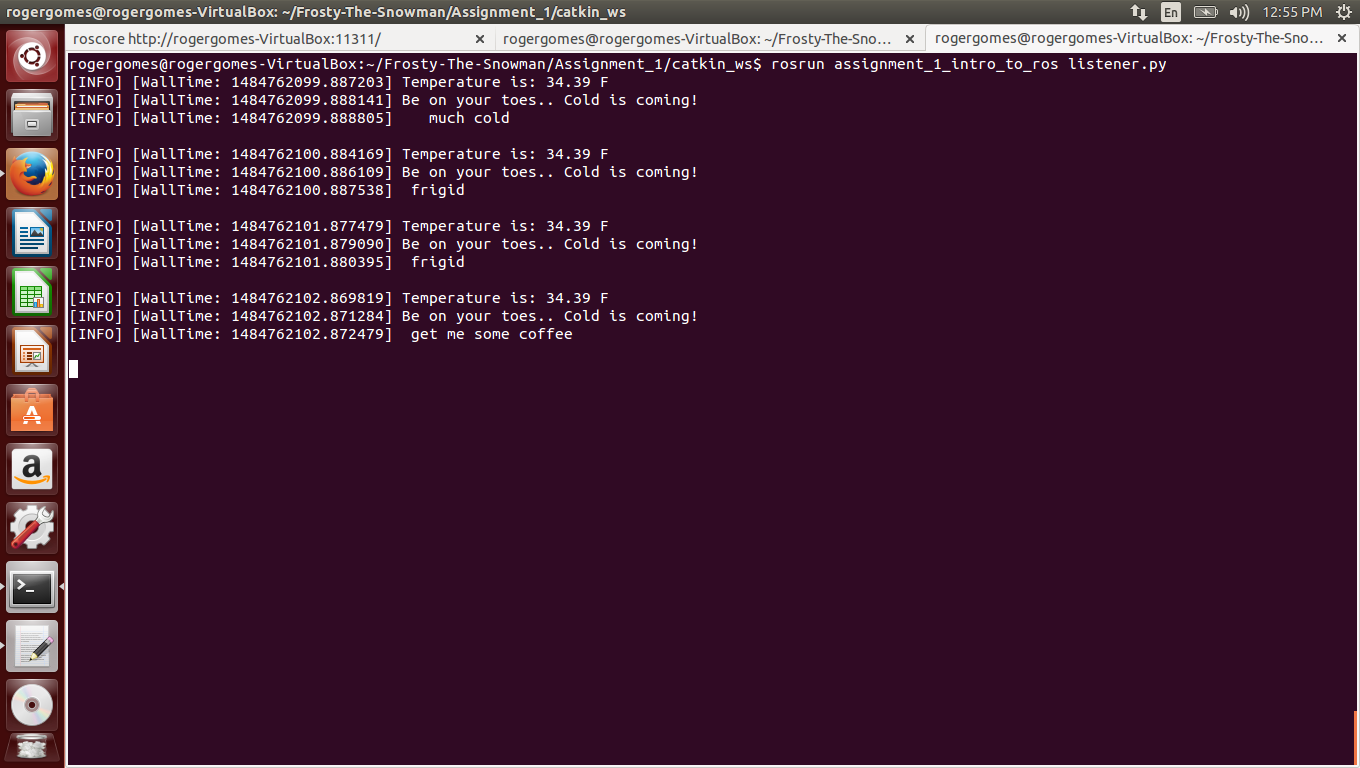 rogergomes@rogergomes-VirtualBox: ~/Frosty-The-Snowman/Assignment_1/catkin_ws
En
12:55 PM
roscore http://rogergomes-VirtualBox:11311/
rogergomes@rogergomes-VirtualBox: ~/Frosty-The-Sno...
rogergomes@rogergomes-VirtualBox: ~/Frosty-The-Sno...
rogergomes@rogergomes-VirtualBox:~/Frosty-The-Snowman/Assignment_1/catkin_ws$ rosrun assignment_1_intro_to_ros listener.py
[INFO] [WallTime: 1484762099.887203] Temperature is: 34.39 F
[INFO] [WallTime: 1484762099.888141] Be on your toes.. Cold is coming!
[INFO] [WallTime: 1484762099.888805]    much cold
[INFO] [WallTime: 1484762100.884169] Temperature is: 34.39 F
[INFO] [WallTime: 1484762100.886109] Be on your toes.. Cold is coming!
[INFO] [WallTime: 1484762100.887538]  frigid
[INFO] [WallTime: 1484762101.877479] Temperature is: 34.39 F
[INFO] [WallTime: 1484762101.879090] Be on your toes.. Cold is coming!
[INFO] [WallTime: 1484762101.880395]  frigid
[INFO] [WallTime: 1484762102.869819] Temperature is: 34.39 F
[INFO] [WallTime: 1484762102.871284] Be on your toes.. Cold is coming!
[INFO] [WallTime: 1484762102.872479]  get me some coffee